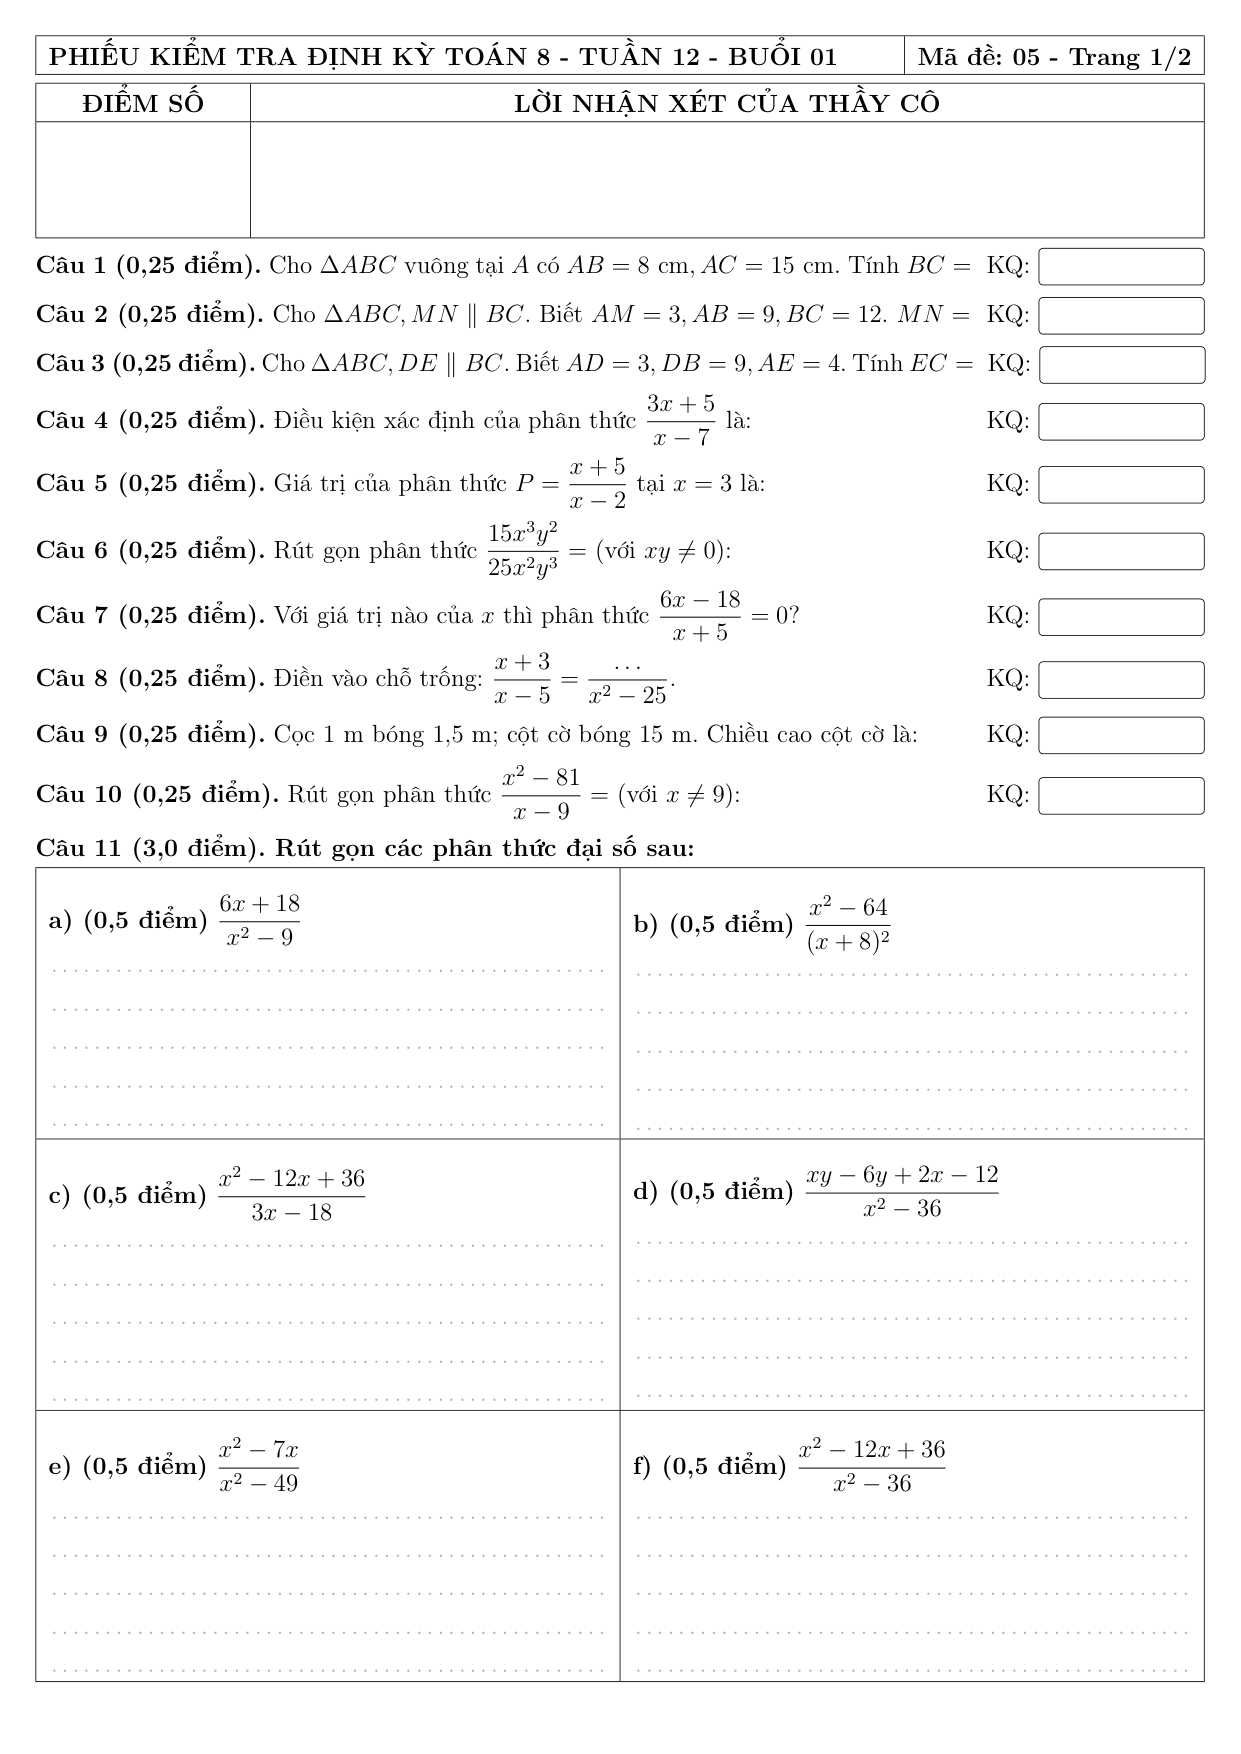 PHIẾU KIỂM TRA ĐỊNH KỲ TOÁN 8 - TUẦN 12 - BUỔI 01 Mã đề: 05 - Trang 1/2
ĐIỂM SỐ LỜI NHẬN XÉT CỦA THẦY CÔ
Câu 1 (0,25 điểm). Cho ΔABC vuông tại A có AB = 8 cm, AC = 15 cm. Tính BC = KQ:
Câu 2 (0,25 điểm). Cho ΔABC, MN ∥ BC. Biết AM = 3, AB = 9, BC = 12. MN = KQ:
Câu 3 (0,25 điểm). Cho ΔABC, DE ∥ BC. Biết AD = 3, DB = 9, AE = 4. Tính EC = KQ:
Câu 4 (0,25 điểm). Điều kiện xác định của phân thức (3x + 5)/(x − 7) là: KQ:
Câu 5 (0,25 điểm). Giá trị của phân thức P = (x + 5)/(x − 2) tại x = 3 là: KQ:
Câu 6 (0,25 điểm). Rút gọn phân thức 15x³y²/25x²y³ = (với xy ≠ 0): KQ:
Câu 7 (0,25 điểm). Với giá trị nào của x thì phân thức (6x − 18)/(x + 5) = 0? KQ:
Câu 8 (0,25 điểm). Điền vào chỗ trống: (x + 3)/(x − 5) = .../(x² − 25). KQ:
Câu 9 (0,25 điểm). Cọc 1 m bóng 1,5 m; cột cờ bóng 15 m. Chiều cao cột cờ là: KQ:
Câu 10 (0,25 điểm). Rút gọn phân thức (x² − 81)/(x − 9) = (với x ≠ 9): KQ:
Câu 11 (3,0 điểm). Rút gọn các phân thức đại số sau:
a) (0,5 điểm) (6x + 18)/(x² − 9)
b) (0,5 điểm) (x² − 64)/(x + 8)²
c) (0,5 điểm) (x² − 12x + 36)/(3x − 18)
d) (0,5 điểm) (xy − 6y + 2x − 12)/(x² − 36)
e) (0,5 điểm) (x² − 7x)/(x² − 49)
f) (0,5 điểm) (x² − 12x + 36)/(x² − 36)